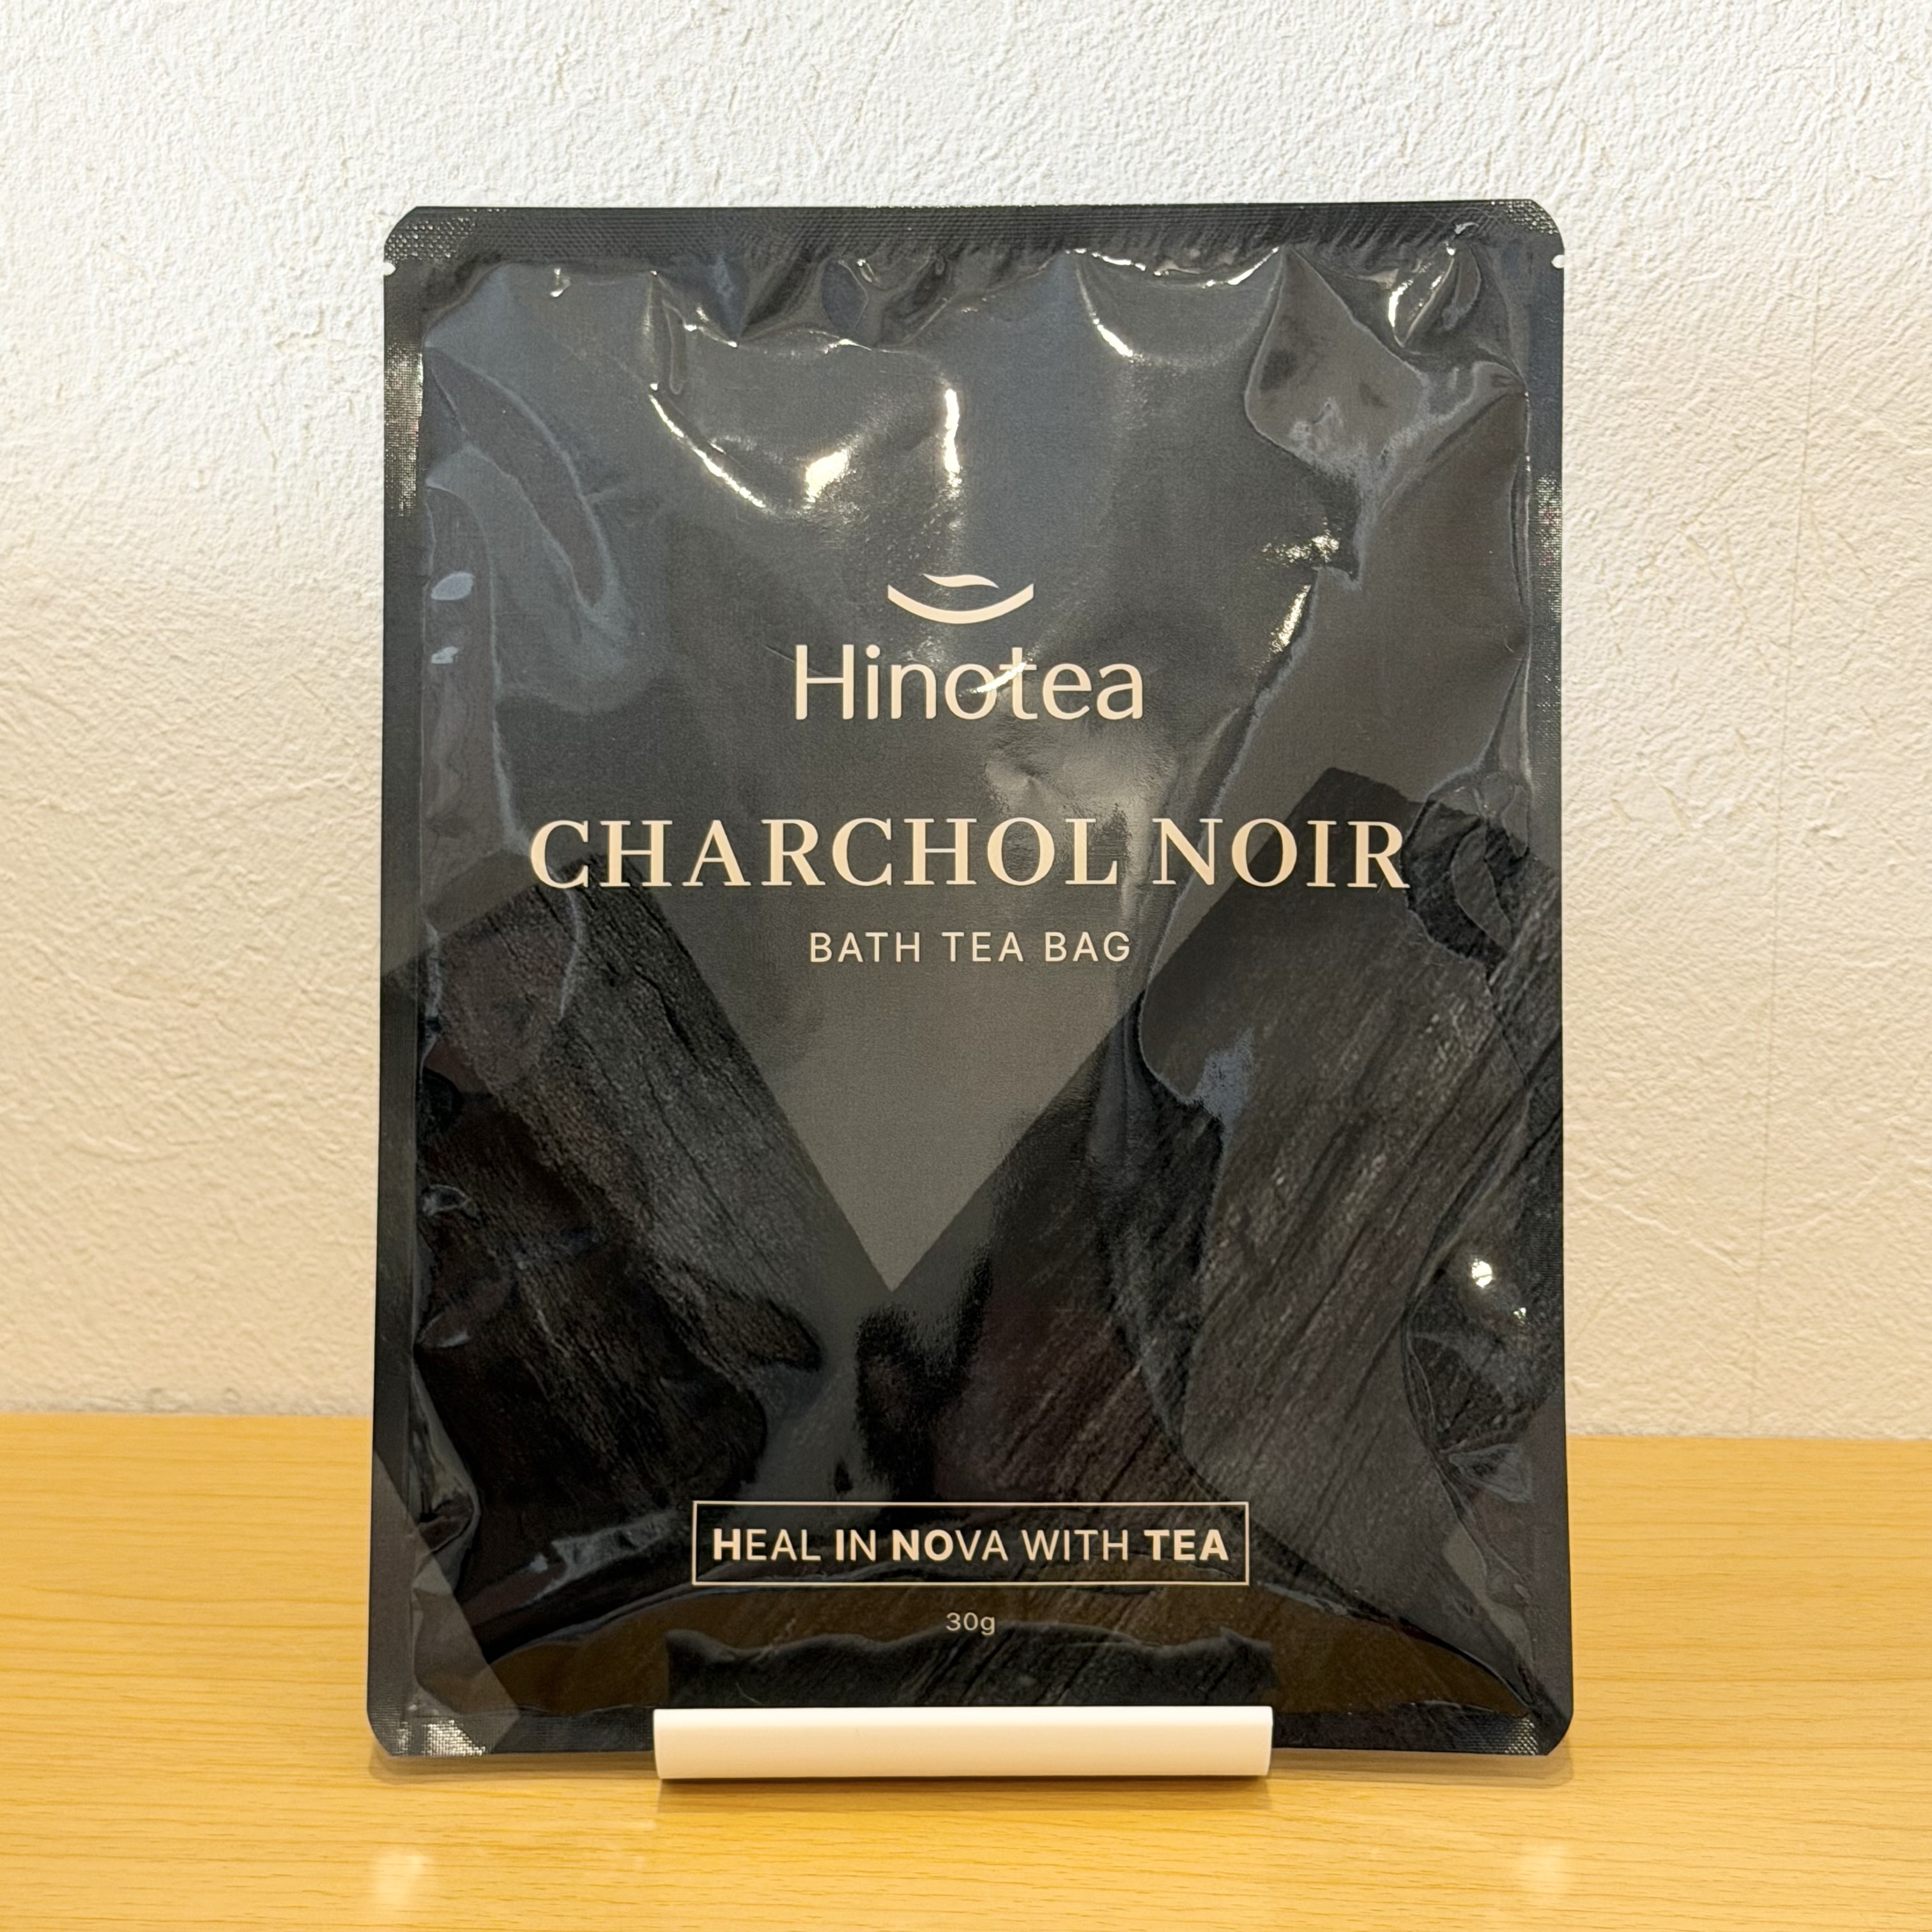 Hinotea
CHARCHOL NOIR
BATH TEA BAG
HEAL IN NOVA WITH TEA
30g